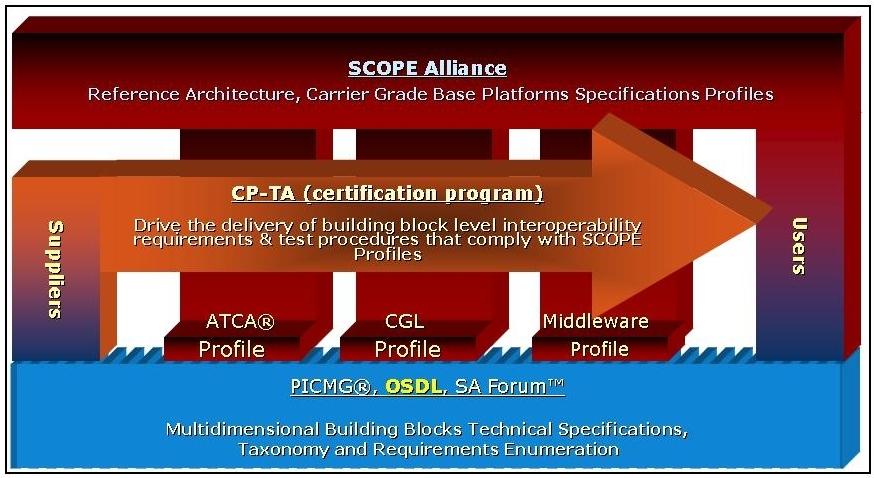 SCOPE Alliance
Reference Architecture, Carrier Grade Base Platforms Specifications Profiles
CP-TA (certification program)
Drive the delivery of building block level interoperability
requirements & test procedures that comply with SCOPE
Profiles
Suppliers
Users
ATCA®
Profile
CGL
Profile
Middleware
Profile
PICMG®, OSDL, SA Forum™
Multidimensional Building Blocks Technical Specifications,
Taxonomy and Requirements Enumeration